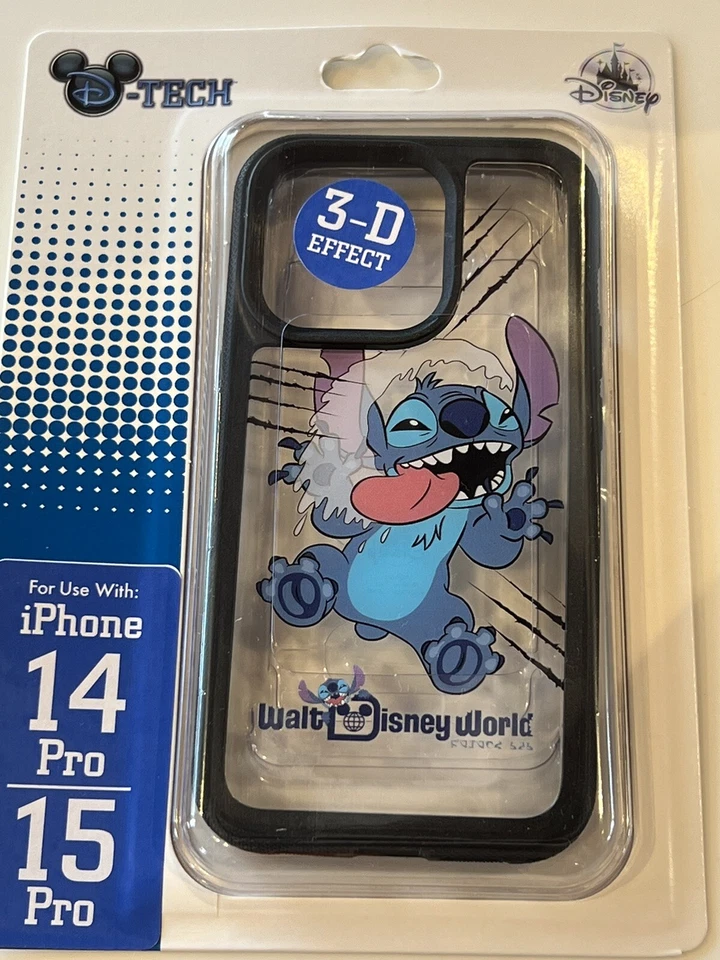 D-TECH
Disney
3-D
EFFECT
For Use With:
iPhone
14
Pro
15
Pro
Walt Disney World